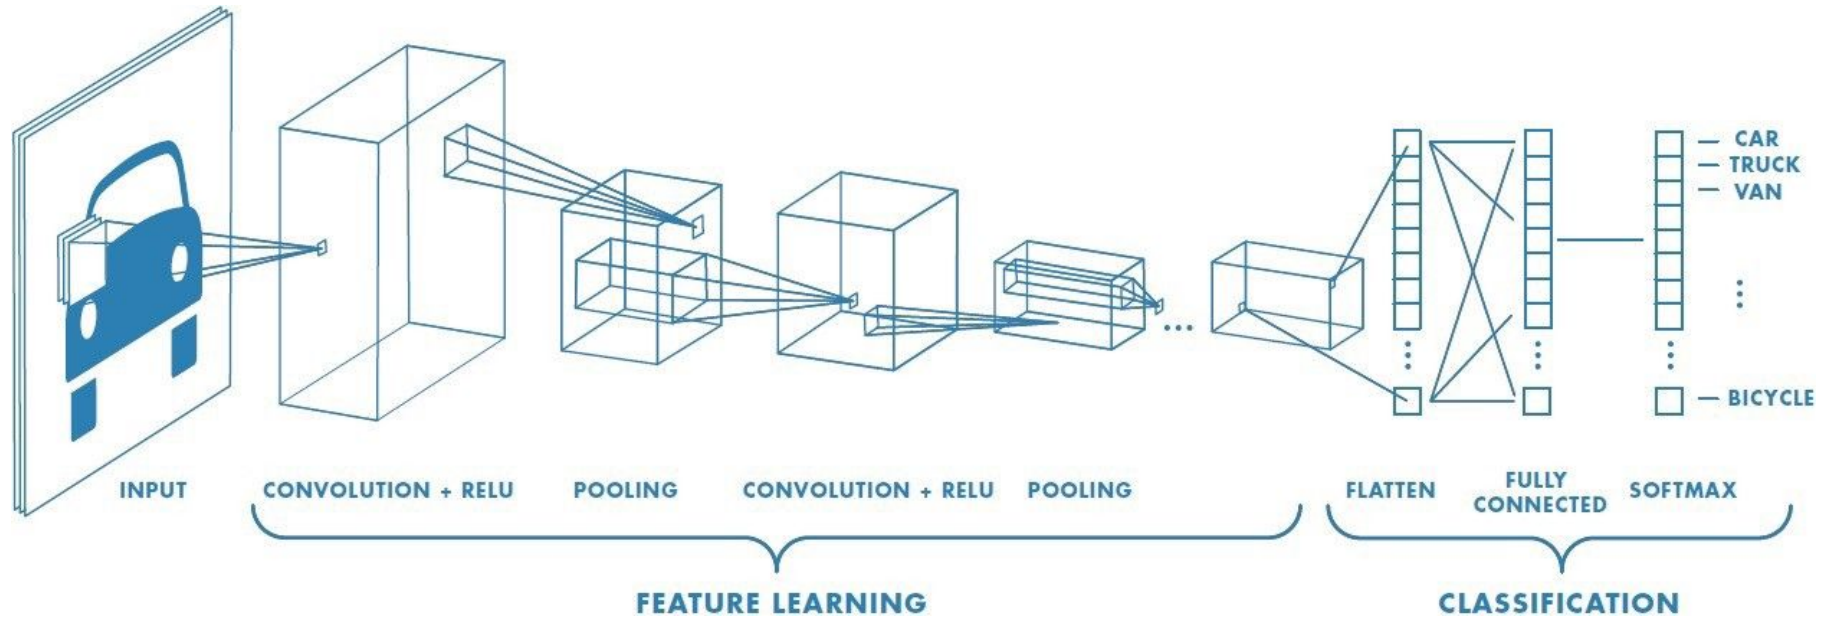 CAR
TRUCK
VAN
BICYCLE
INPUT
CONVOLUTION + RELU
POOLING
CONVOLUTION + RELU
POOLING
FLATTEN
FULLY
CONNECTED
SOFTMAX
FEATURE LEARNING
CLASSIFICATION